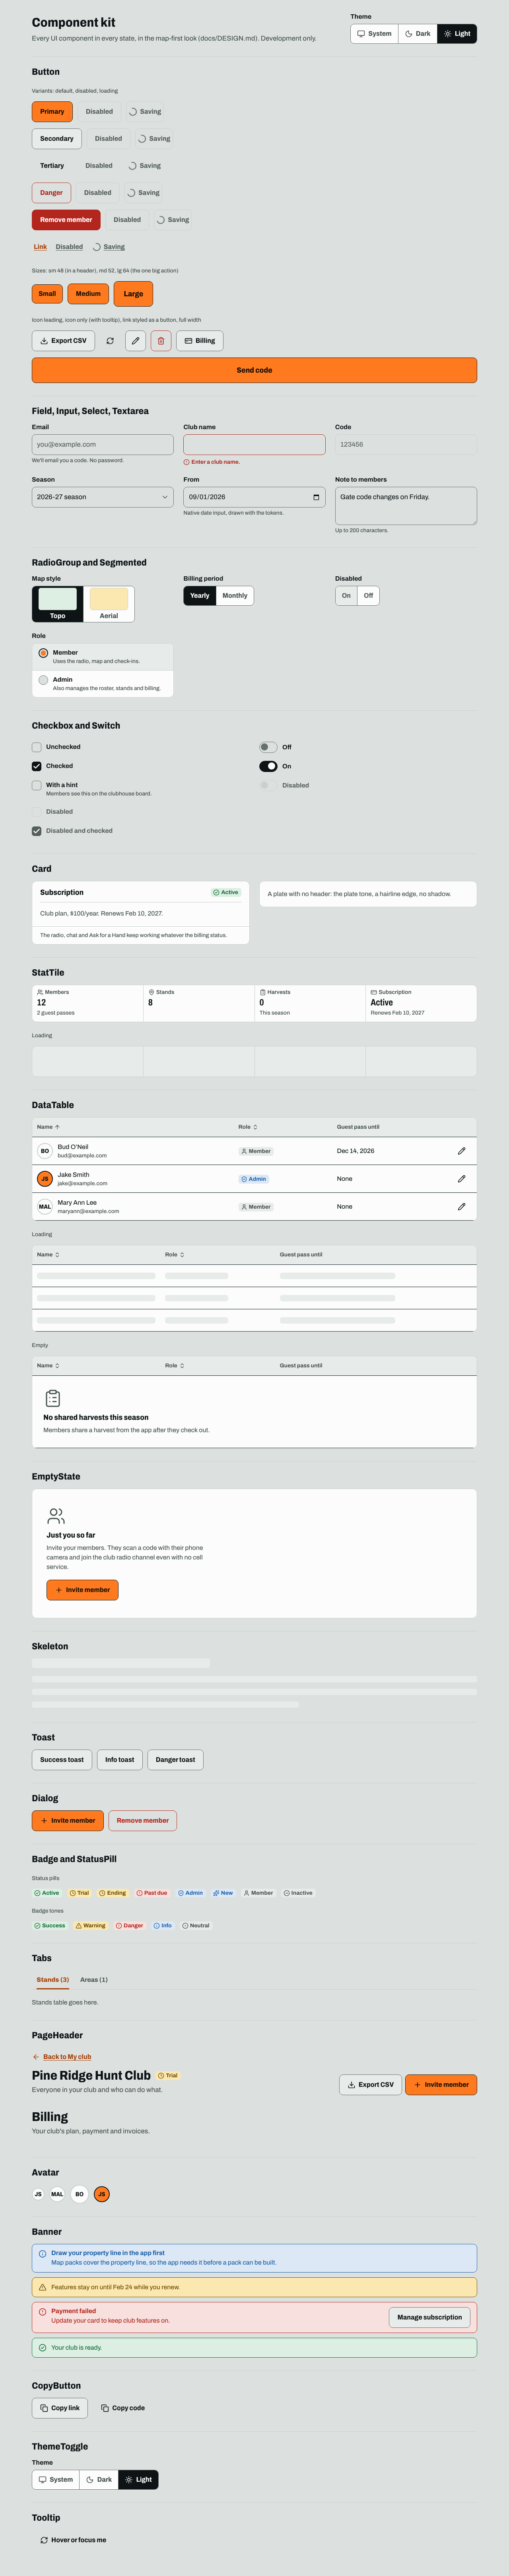 Component kit
Every UI component in every state, in the map-first look (docs/DESIGN.md). Development only.
Theme
System Dark Light
Button
Variants: default, disabled, loading
Primary Disabled Saving
Secondary Disabled Saving
Tertiary Disabled Saving
Danger Disabled Saving
Remove member Disabled Saving
Link Disabled Saving
Sizes: sm 48 (in a header), md 52, lg 64 (the one big action)
Small Medium Large
Icon leading, icon only (with tooltip), link styled as a button, full width
Export CSV Billing
Send code
Field, Input, Select, Textarea
Email Club name Code
you@example.com 123456
We'll email you a code. No password. Enter a club name.
Season From Note to members
2026-27 season 09/01/2026 Gate code changes on Friday.
Native date input, drawn with the tokens.
Up to 200 characters.
RadioGroup and Segmented
Map style Billing period Disabled
Topo Aerial Yearly Monthly On Off
Role
Member
Uses the radio, map and check-ins.
Admin
Also manages the roster, stands and billing.
Checkbox and Switch
Unchecked Off
Checked On
With a hint Disabled
Members see this on the clubhouse board.
Disabled
Disabled and checked
Card
Subscription Active
Club plan, $100/year. Renews Feb 10, 2027.
The radio, chat and Ask for a Hand keep working whatever the billing status.
A plate with no header: the plate tone, a hairline edge, no shadow.
StatTile
Members Stands Harvests Subscription
12 8 0 Active
2 guest passes This season Renews Feb 10, 2027
Loading
DataTable
Name Role Guest pass until
BO Bud O'Neil Member Dec 14, 2026
bud@example.com
JS Jake Smith Admin None
jake@example.com
MAL Mary Ann Lee Member None
maryann@example.com
Loading
Name Role Guest pass until
Empty
Name Role Guest pass until
No shared harvests this season
Members share a harvest from the app after they check out.
EmptyState
Just you so far
Invite your members. They scan a code with their phone
camera and join the club radio channel even with no cell
service.
Invite member
Skeleton
Toast
Success toast Info toast Danger toast
Dialog
Invite member Remove member
Badge and StatusPill
Status pills
Active Trial Ending Past due Admin New Member Inactive
Badge tones
Success Warning Danger Info Neutral
Tabs
Stands (3) Areas (1)
Stands table goes here.
PageHeader
Back to My club
Pine Ridge Hunt Club Trial
Everyone in your club and who can do what.
Export CSV Invite member
Billing
Your club's plan, payment and invoices.
Avatar
JS MAL BO JS
Banner
Draw your property line in the app first
Map packs cover the property line, so the app needs it before a pack can be built.
Features stay on until Feb 24 while you renew.
Payment failed
Update your card to keep club features on.
Manage subscription
Your club is ready.
CopyButton
Copy link Copy code
ThemeToggle
Theme
System Dark Light
Tooltip
Hover or focus me